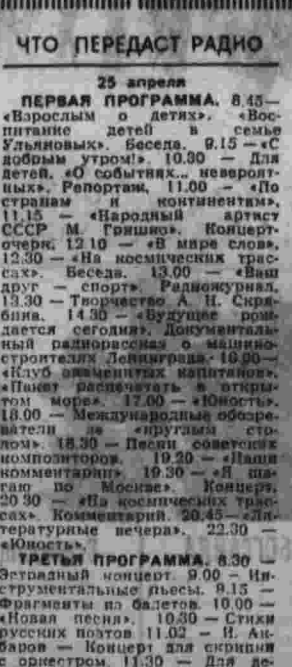 ЧТО ПЕРЕДАСТ РАДИО
25 апреля
ПЕРВАЯ ПРОГРАММА. 8.45—
«Взрослым о детях». «Вос-
питание детей в семье
Ульяновых». Беседа. 9.15 —«С
добрым утром!». 10.30 — Для
детей. «О событиях... невероят-
ных». Репортаж. 11.00 — «По
странам и континентам».
11.15 — «Народный артист
СССР М. Гришко». Концерт-
очерк. 12.10 — «В мире слов».
12.30 — «На космических трас-
сах». Беседа. 13.00 — «Ваш
друг — спорт». Радиожурнал.
13.30 — Творчество А. Н. Скря-
бина. 14.30 — «Будущее рож-
дается сегодня». Документаль-
ный радиорассказ о машино-
строителях Ленинграда. 16.00—
«Клуб знаменитых капитанов».
«Пакет распечатать в откры-
том море». 17.00 — «Юность».
18.00 — Международные обозре-
ватели за «круглым сто-
лом». 18.30 — Песни советских
композиторов. 19.20 — «Наши
комментарии». 19.30 — «Я ша-
гаю по Москве». Концерт.
20.30 — «На космических трас-
сах». Комментарий. 20.45 —«Ли-
тературные вечера». 22.30 —
«Юность».
ТРЕТЬЯ ПРОГРАММА. 8.30 —
Эстрадный концерт. 9.00 — Ин-
струментальные пьесы. 9.15 —
Фрагменты из балетов. 10.00 —
«Новая песня». 10.30 — Стихи
русских поэтов. 11.02 — И. Ак-
баров — Концерт для скрипки
с оркестром. 11.30 — Для де-